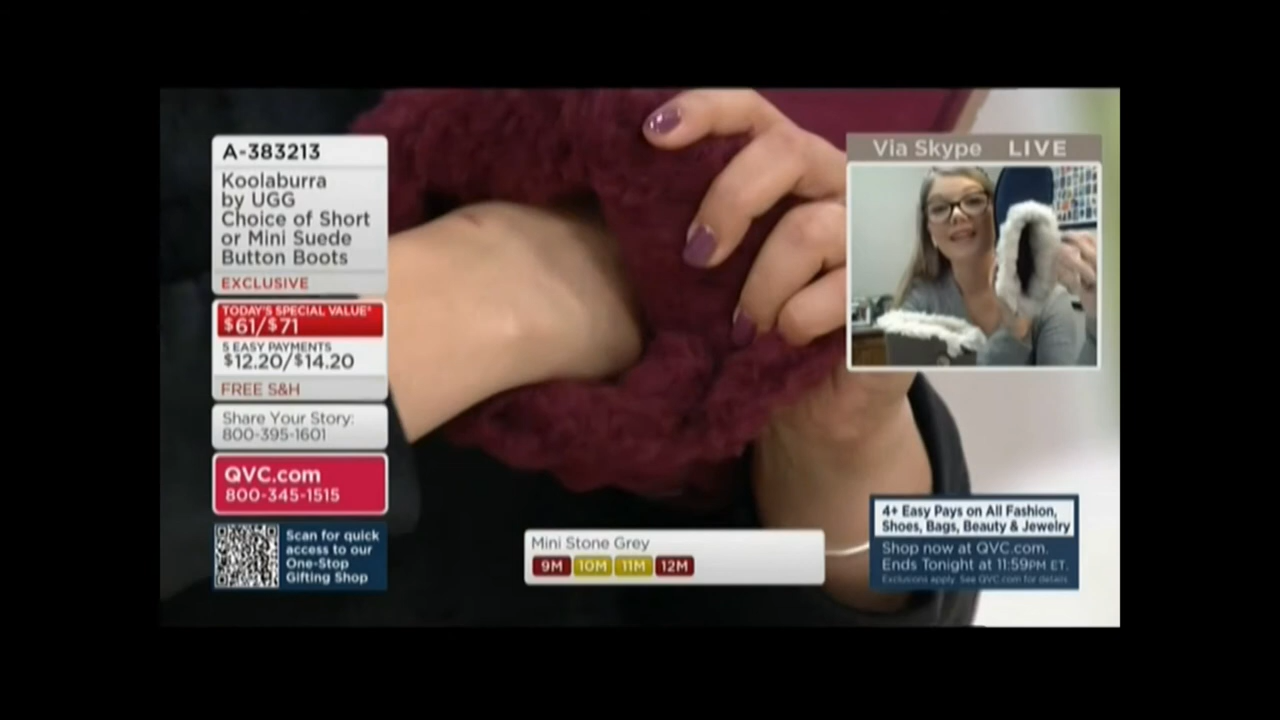 A-383213
Koolaburra
by UGG
Choice of Short
or Mini Suede
Button Boots
EXCLUSIVE
TODAY'S SPECIAL VALUE®
$61/$71
5 EASY PAYMENTS
$12.20/$14.20
FREE S&H
Share Your Story:
800-395-1601
QVC.com
800-345-1515
Scan for quick
access to our
One-Stop
Gifting Shop
Mini Stone Grey
9M 10M 11M 12M
Via Skype LIVE
4+ Easy Pays on All Fashion,
Shoes, Bags, Beauty & Jewelry
Shop now at QVC.com.
Ends Tonight at 11:59PM ET.
Exclusions apply. See QVC.com for details.